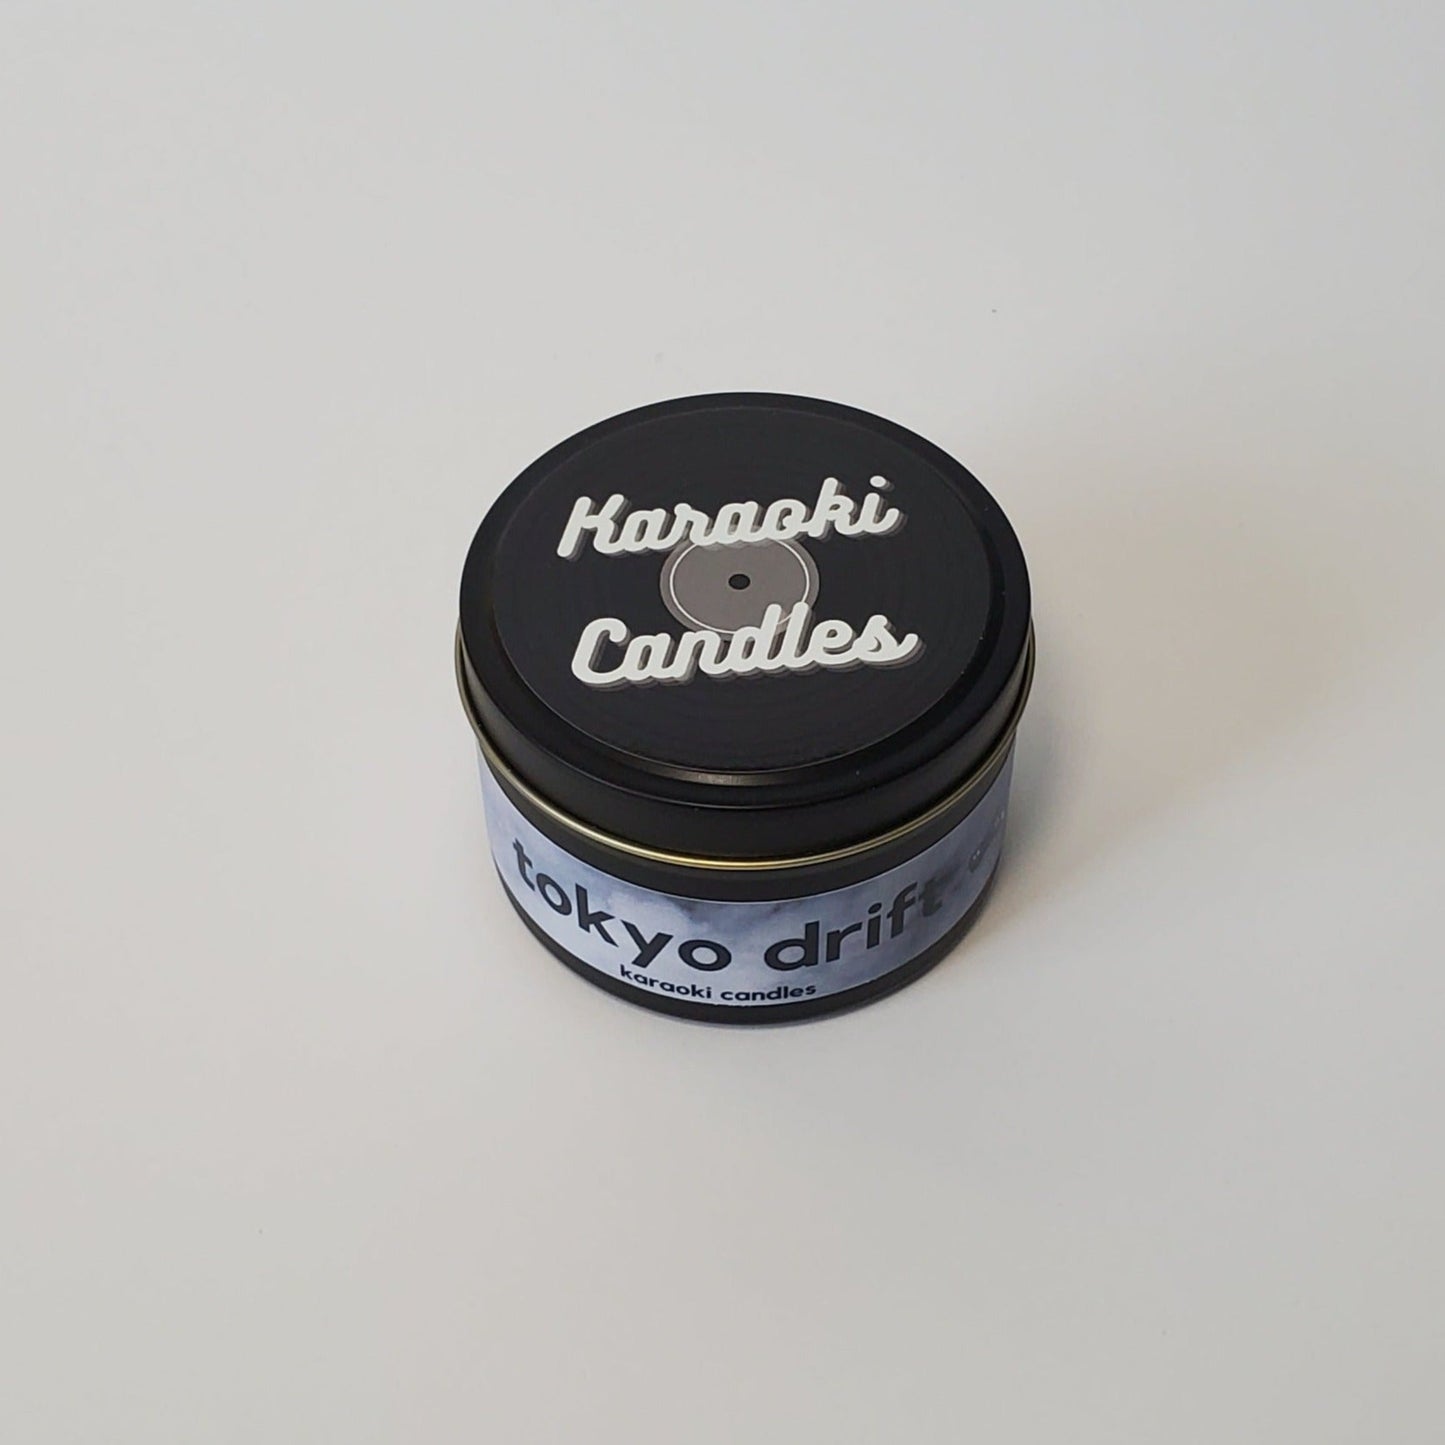 Karaoki
Candles
tokyo drift
karaoki candles